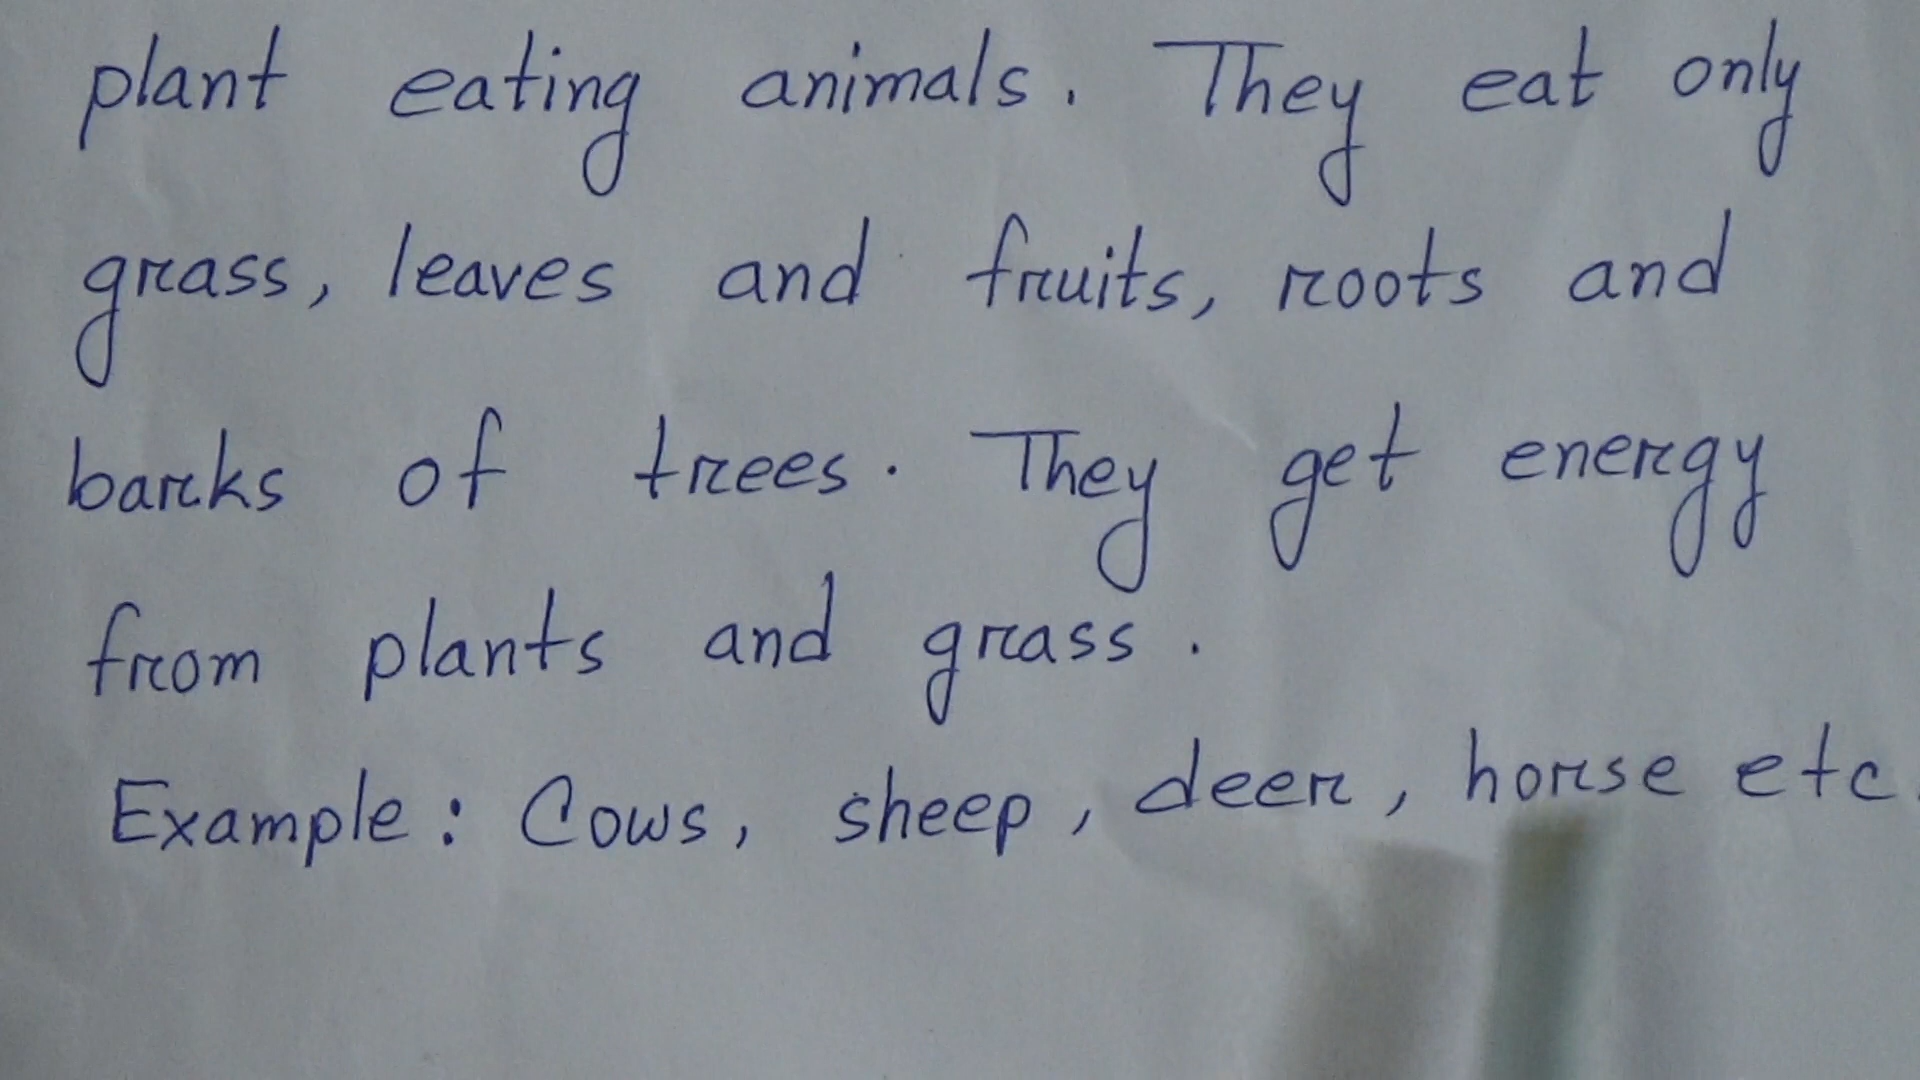 plant eating animals. They eat only
grass, leaves and fruits, roots and
barks of trees. They get energy
from plants and grass.
Example: Cows, sheep, deer, horse etc.